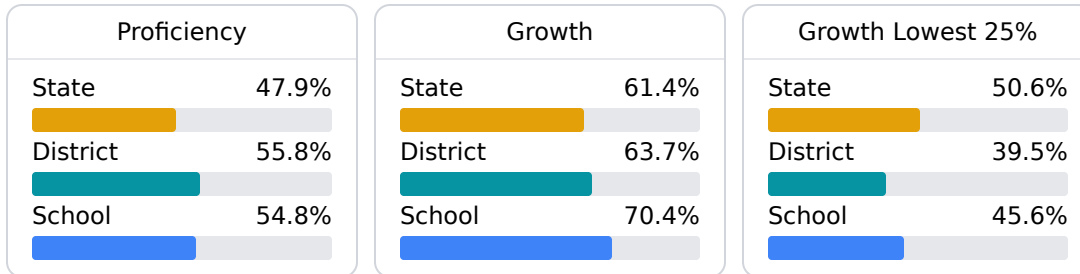 Proficiency
State 47.9%
District 55.8%
School 54.8%
Growth
State 61.4%
District 63.7%
School 70.4%
Growth Lowest 25%
State 50.6%
District 39.5%
School 45.6%